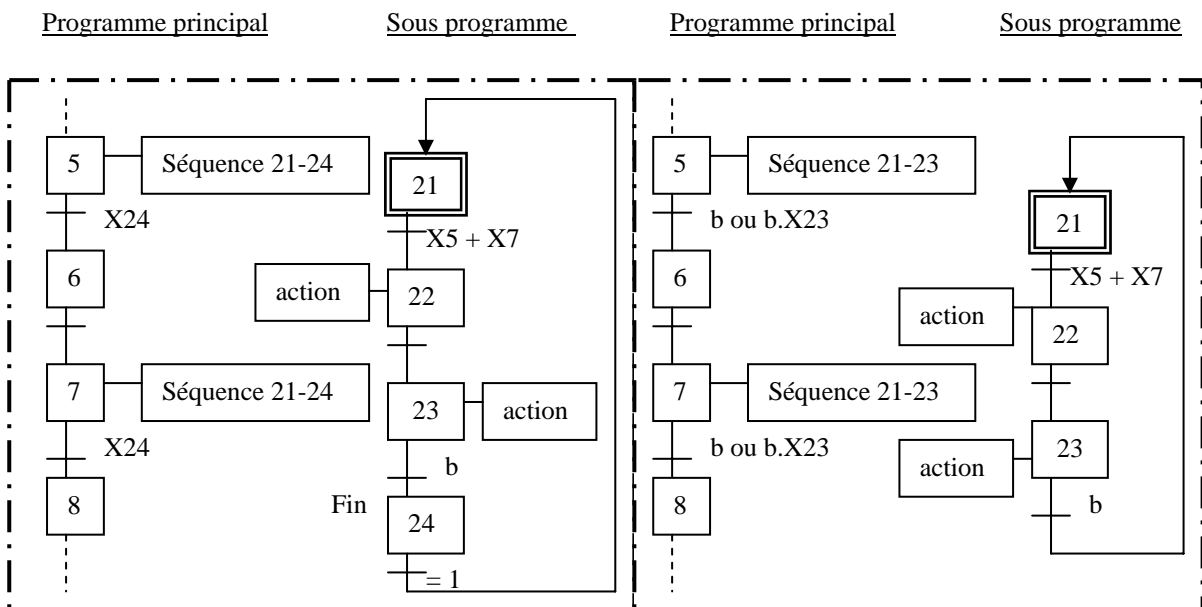 Programme principal
Sous programme
Programme principal
Sous programme
5
Séquence 21-24
X24
6
7
Séquence 21-24
X24
8
21
X5 + X7
action
22
23
action
b
Fin
24
= 1
5
Séquence 21-23
b ou b.X23
6
7
Séquence 21-23
b ou b.X23
8
21
X5 + X7
action
22
23
action
b